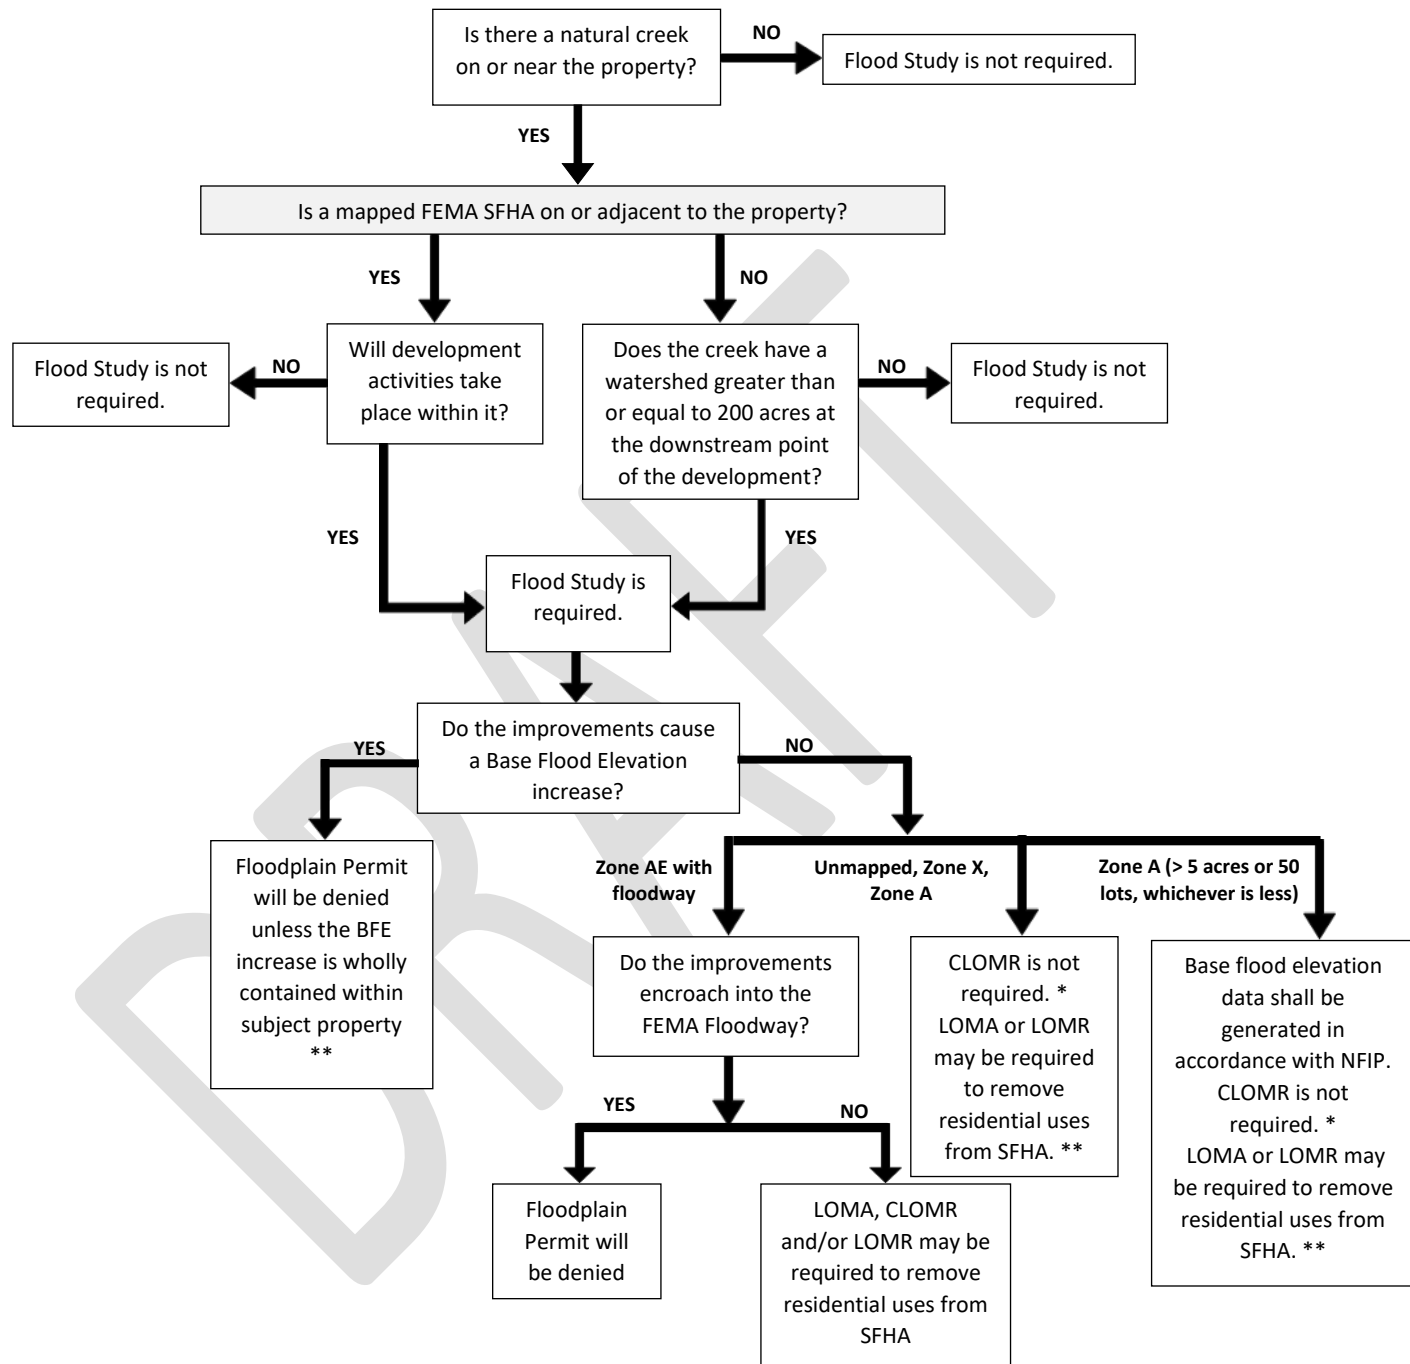 Is there a natural creek
on or near the property?
NO
Flood Study is not required.
YES
Is a mapped FEMA SFHA on or adjacent to the property?
YES
NO
Flood Study is not
required.
NO
Will development
activities take
place within it?
Does the creek have a
watershed greater than
or equal to 200 acres at
the downstream point
of the development?
NO
Flood Study is not
required.
YES
YES
Flood Study is
required.
Do the improvements cause
a Base Flood Elevation
increase?
YES
NO
Floodplain Permit
will be denied
unless the BFE
increase is wholly
contained within
subject property
**
Zone AE with
floodway
Unmapped, Zone X,
Zone A
Zone A (> 5 acres or 50
lots, whichever is less)
Do the improvements
encroach into the
FEMA Floodway?
CLOMR is not
required. *
LOMA or LOMR
may be required
to remove
residential uses
from SFHA. **
Base flood elevation
data shall be
generated in
accordance with NFIP.
CLOMR is not
required. *
LOMA or LOMR may
be required to remove
residential uses from
SFHA. **
YES
NO
Floodplain
Permit will
be denied
LOMA, CLOMR
and/or LOMR may be
required to remove
residential uses from
SFHA
DRAFT